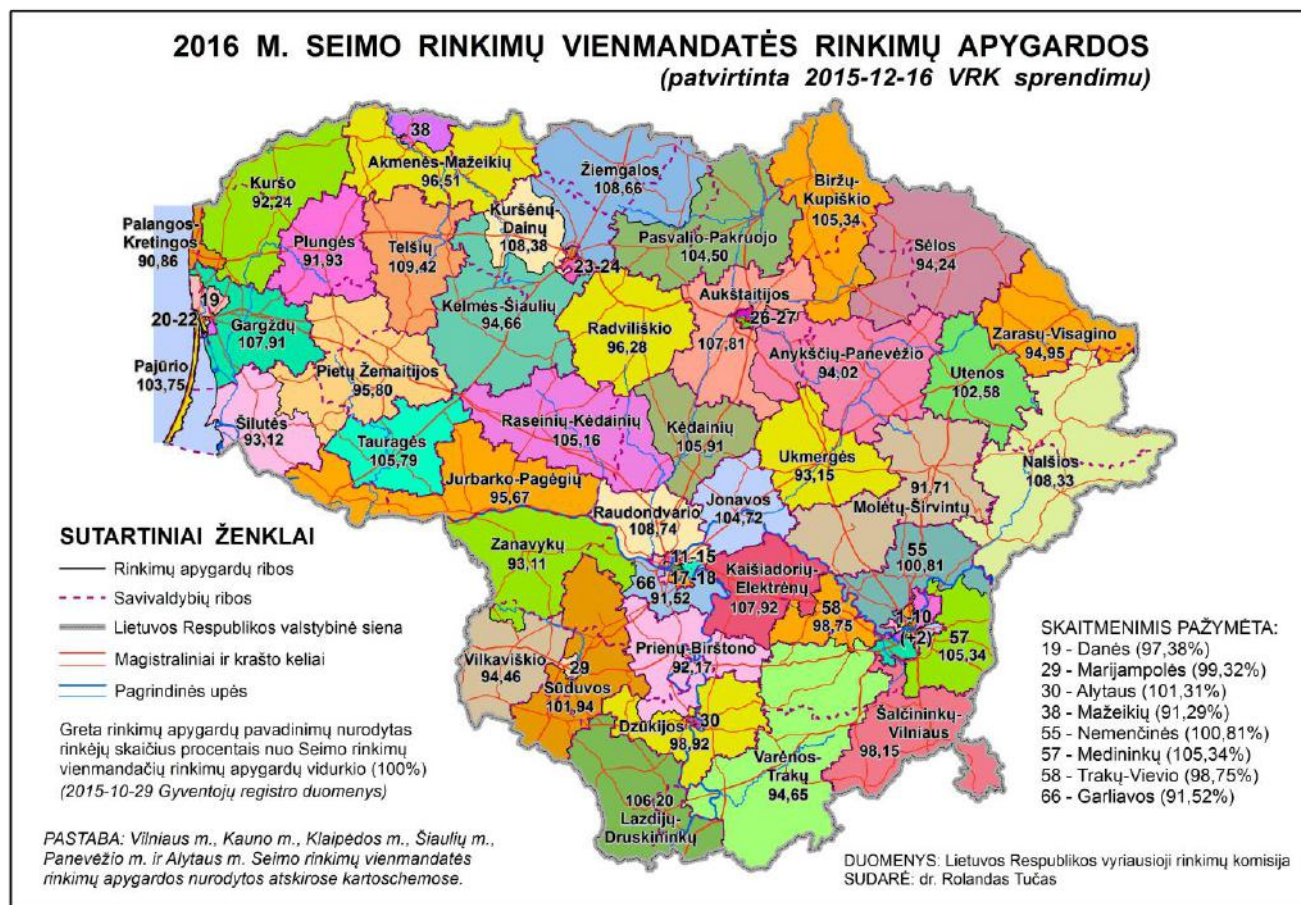 2016 M. SEIMO RINKIMŲ VIENMANDATĖS RINKIMŲ APYGARDOS
(patvirtinta 2015-12-16 VRK sprendimu)
38
Akmenės-Mažeikių
96,51
Žiemgalos
108,66
Biržų-
Kupiškio
105,34
Kuršo
92,24
Kuršėnų-
Dainų
108,38
Pasvalio-Pakruojo
104,50
Sėlos
94,24
Palangos-
Kretingos
90,86
Plungės
91,93
Telšių
109,42
23-24
19
20-22
Gargždų
107,91
Kelmės-Šiaulių
94,66
Radviliškio
96,28
Aukštaitijos
107,81
26-27
Anykščių-Panevėžio
94,02
Zarasų-Visagino
94,95
Utenos
102,58
Pajūrio
103,75
Pietų Žemaitijos
95,80
Šilutės
93,12
Tauragės
105,79
Raseinių-Kėdainių
105,16
Kėdainių
105,91
Ukmergės
93,15
Nalšios
108,33
Jurbarko-Pagėgių
95,67
Jonavos
104,72
91,71
Molėtų-Širvintų
Raudondvario
108,74
Zanavykų
93,11
11-15
17-18
66
91,52
Kaišiadorių-
Elektrėnų
107,92
55
100,81
58
98,75
1-10
(+2)
57
105,34
Vilkaviškio
94,46
29
Sūduvos
101,94
Prienų-Birštono
92,17
Dzūkijos
98,92
30
Varėnos-
Trakų
94,65
Šalčininkų-
Vilniaus
98,15
106,20
Lazdijų-
Druskininkų
SUTARTINIAI ŽENKLAI
Rinkimų apygardų ribos
Savivaldybių ribos
Lietuvos Respublikos valstybinė siena
Magistraliniai ir krašto keliai
Pagrindinės upės
Greta rinkimų apygardų pavadinimų nurodytas
rinkėjų skaičius procentais nuo Seimo rinkimų
vienmandačių rinkimų apygardų vidurkio (100%)
(2015-10-29 Gyventojų registro duomenys)
PASTABA: Vilniaus m., Kauno m., Klaipėdos m., Šiaulių m.,
Panevėžio m. ir Alytaus m. Seimo rinkimų vienmandatės
rinkimų apygardos nurodytos atskirose kartoschemose.
SKAITMENIMIS PAŽYMĖTA:
19 - Danės (97,38%)
29 - Marijampolės (99,32%)
30 - Alytaus (101,31%)
38 - Mažeikių (91,29%)
55 - Nemenčinės (100,81%)
57 - Medininkų (105,34%)
58 - Trakų-Vievio (98,75%)
66 - Garliavos (91,52%)
DUOMENYS: Lietuvos Respublikos vyriausioji rinkimų komisija
SUDARĖ: dr. Rolandas Tučas